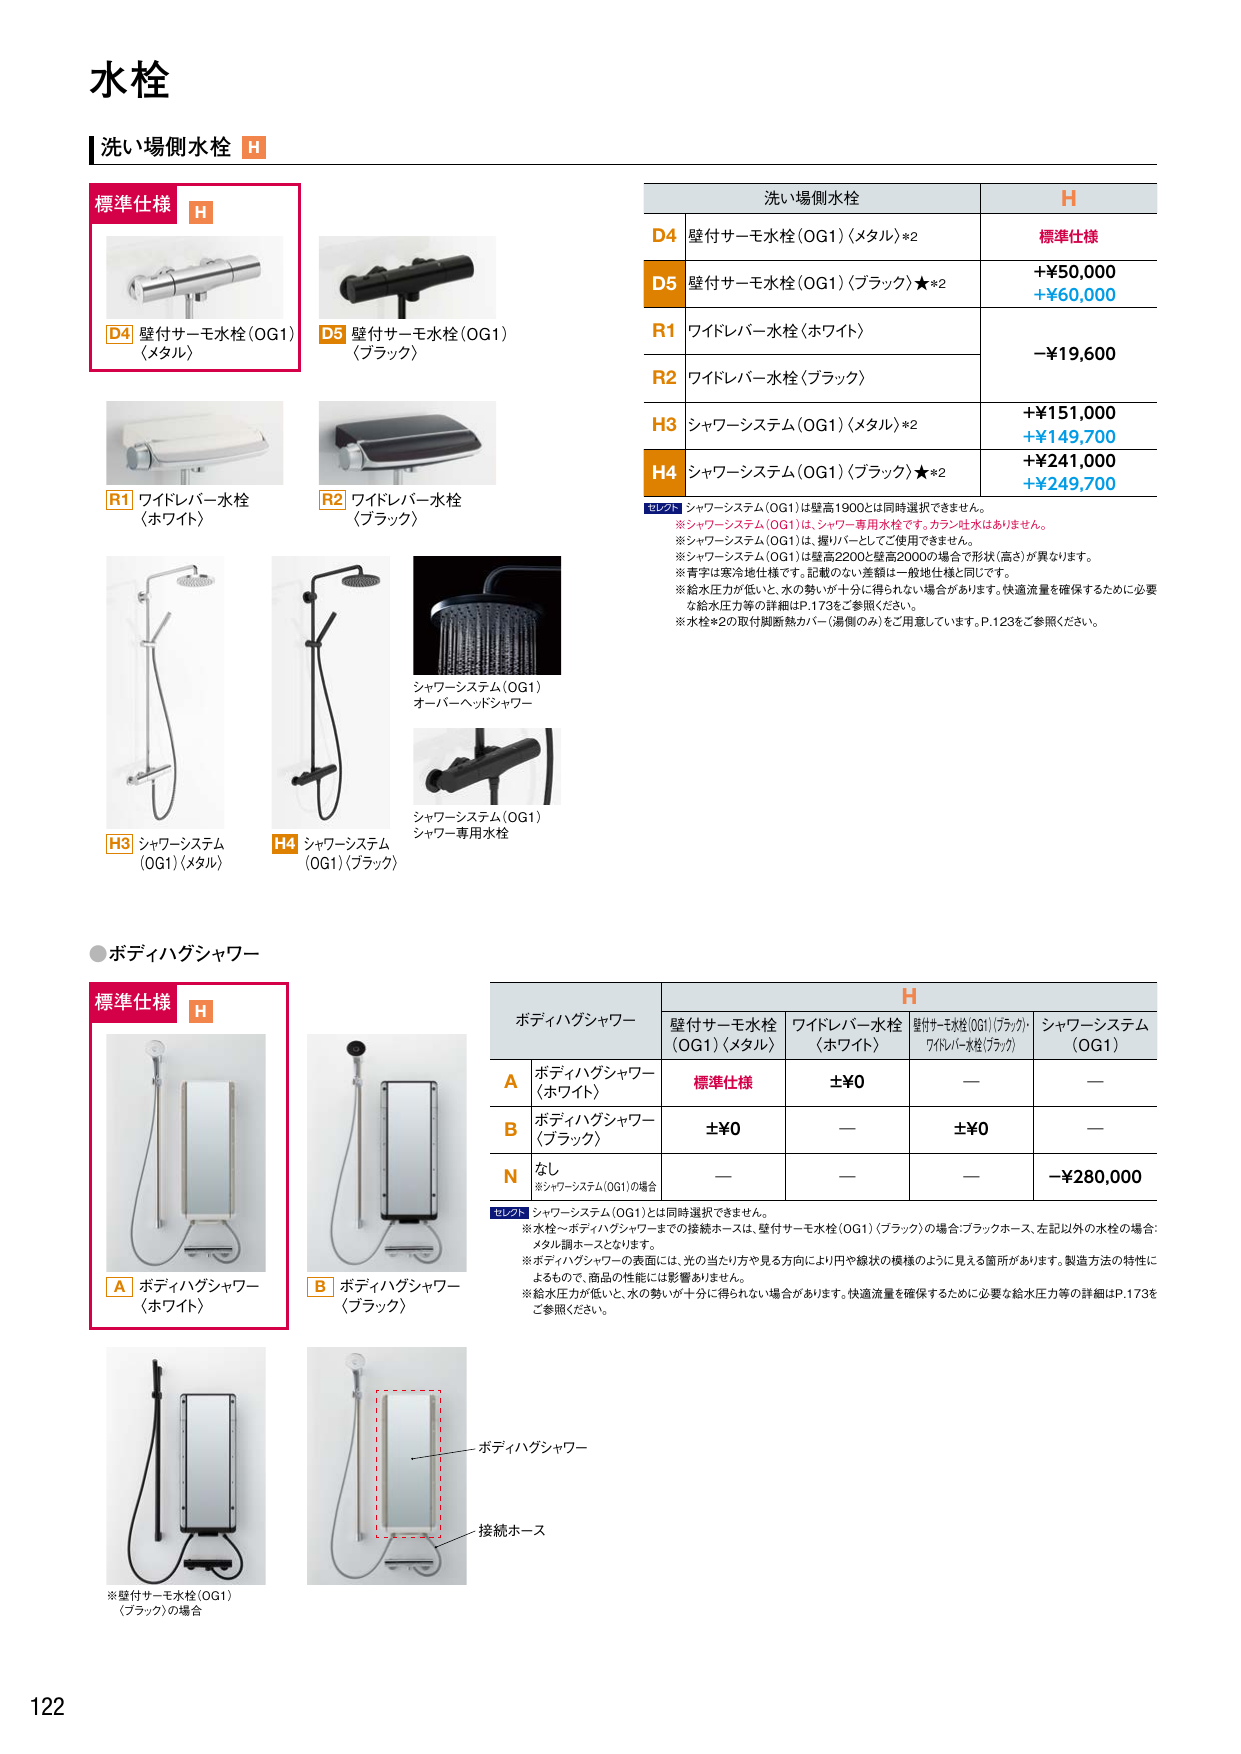 水栓
洗い場側水栓 H
標準仕様 H
D4 壁付サーモ水栓(OG1)
〈メタル〉
D5 壁付サーモ水栓(OG1)
〈ブラック〉
R1 ワイドレバー水栓
〈ホワイト〉
R2 ワイドレバー水栓
〈ブラック〉
H3 シャワーシステム
(OG1)〈メタル〉
H4 シャワーシステム
(OG1)〈ブラック〉
シャワーシステム(OG1)
オーバーヘッドシャワー
シャワーシステム(OG1)
シャワー専用水栓
洗い場側水栓 H
D4 壁付サーモ水栓(OG1)〈メタル〉*2 標準仕様
D5 壁付サーモ水栓(OG1)〈ブラック〉★*2 +¥50,000
+¥60,000
R1 ワイドレバー水栓〈ホワイト〉
−¥19,600
R2 ワイドレバー水栓〈ブラック〉
H3 シャワーシステム(OG1)〈メタル〉*2 +¥151,000
+¥149,700
H4 シャワーシステム(OG1)〈ブラック〉★*2 +¥241,000
+¥249,700
セレクト シャワーシステム(OG1)は壁高1900とは同時選択できません。
※シャワーシステム(OG1)は、シャワー専用水栓です。カラン吐水はありません。
※シャワーシステム(OG1)は、握りバーとしてご使用できません。
※シャワーシステム(OG1)は壁高2200と壁高2000の場合で形状(高さ)が異なります。
※青字は寒冷地仕様です。記載のない差額は一般地仕様と同じです。
※給水圧力が低いと、水の勢いが十分に得られない場合があります。快適流量を確保するために必要
な給水圧力等の詳細はP.173をご参照ください。
※水栓*2の取付脚断熱カバー(湯側のみ)をご用意しています。P.123をご参照ください。
●ボディハグシャワー
標準仕様 H
A ボディハグシャワー
〈ホワイト〉
B ボディハグシャワー
〈ブラック〉
ボディハグシャワー H
壁付サーモ水栓
(OG1)〈メタル〉
ワイドレバー水栓
〈ホワイト〉
壁付サーモ水栓(OG1)〈ブラック〉・
ワイドレバー水栓〈ブラック〉
シャワーシステム
(OG1)
A ボディハグシャワー
〈ホワイト〉 標準仕様 ±¥0 — —
B ボディハグシャワー
〈ブラック〉 ±¥0 — ±¥0 —
N なし
※シャワーシステム(OG1)の場合 — — — −¥280,000
セレクト シャワーシステム(OG1)とは同時選択できません。
※水栓〜ボディハグシャワーまでの接続ホースは、壁付サーモ水栓(OG1)〈ブラック〉の場合:ブラックホース、左記以外の水栓の場合:
メタル調ホースとなります。
※ボディハグシャワーの表面には、光の当たり方や見る方向により円や線状の模様のように見える箇所があります。製造方法の特性に
よるもので、商品の性能には影響ありません。
※給水圧力が低いと、水の勢いが十分に得られない場合があります。快適流量を確保するために必要な給水圧力等の詳細はP.173を
ご参照ください。
ボディハグシャワー
接続ホース
※壁付サーモ水栓(OG1)
〈ブラック〉の場合
122